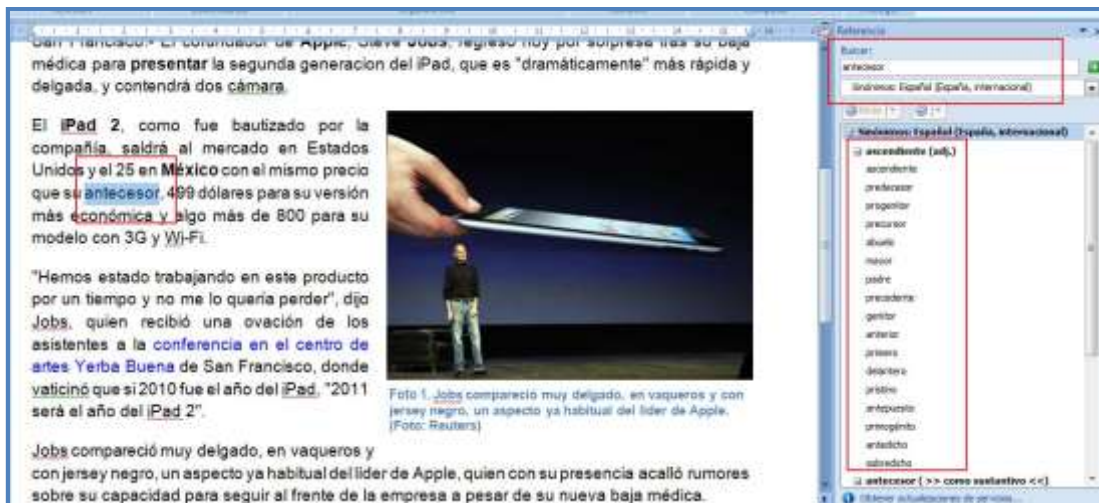 San Francisco.- El cofundador de Apple, Steve Jobs, regresó hoy por sorpresa tras su baja
médica para presentar la segunda generacion del iPad, que es "dramáticamente" más rápida y
delgada, y contendrá dos cámara.
El iPad 2, como fue bautizado por la
compañía, saldrá al mercado en Estados
Unidos y el 25 en México con el mismo precio
que su antecesor, 499 dólares para su versión
más económica y algo más de 800 para su
modelo con 3G y Wi-Fi.
"Hemos estado trabajando en este producto
por un tiempo y no me lo quería perder", dijo
Jobs, quien recibió una ovación de los
asistentes a la conferencia en el centro de
artes Yerba Buena de San Francisco, donde
vaticinó que si 2010 fue el año del iPad, "2011
será el año del iPad 2".
Foto 1. Jobs compareció muy delgado, en vaqueros y con
jersey negro, un aspecto ya habitual del líder de Apple.
(Foto: Reuters)
Jobs compareció muy delgado, en vaqueros y
con jersey negro, un aspecto ya habitual del líder de Apple, quien con su presencia acalló rumores
sobre su capacidad para seguir al frente de la empresa a pesar de su nueva baja médica.
Referencia
Buscar:
antecesor
Sinónimos: Español (España, internacional)
Sinónimos: Español (España, internacional)
ascendiente (adj.)
ascendente
predecesor
progenitor
precursor
abuelo
mayor
padre
precedente
genitor
anterior
primero
delantero
prístino
antepuesto
primogénito
antedicho
sobredicho
antecesor ( >> como sustantivo <<)
Obtener actualizaciones de servicios